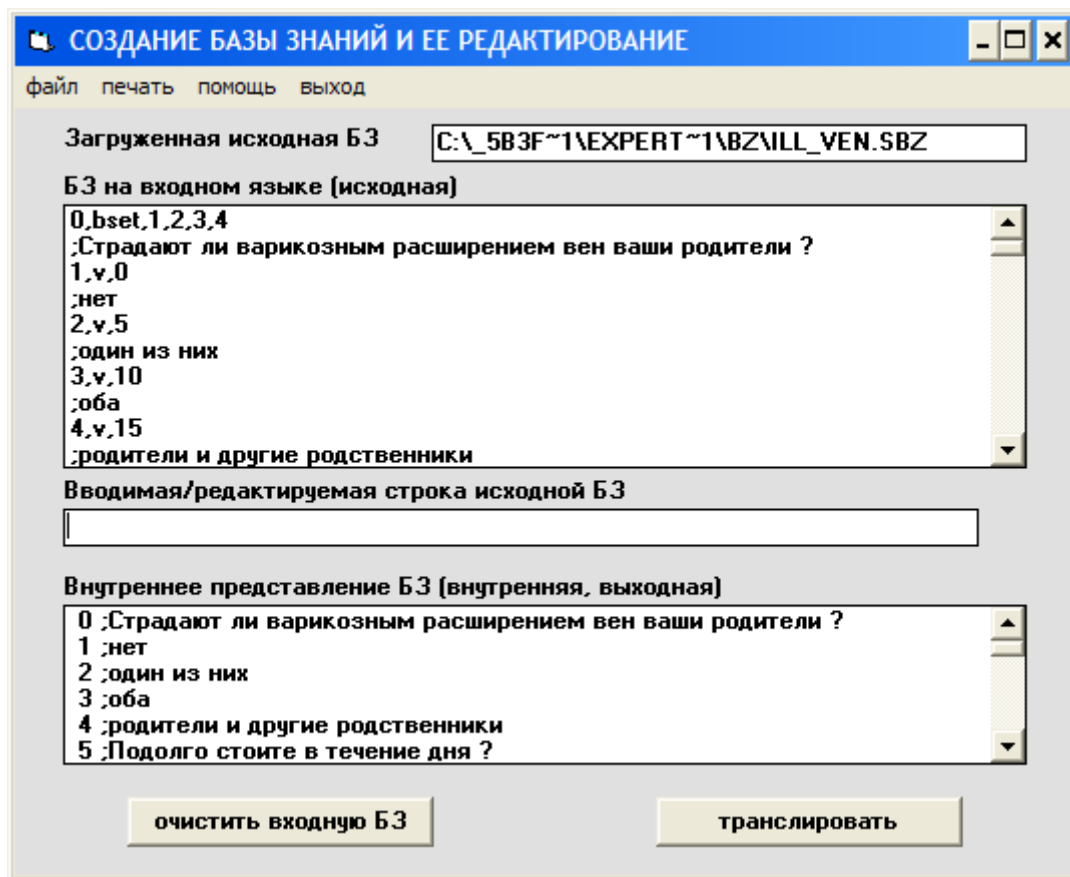 СОЗДАНИЕ БАЗЫ ЗНАНИЙ И ЕЕ РЕДАКТИРОВАНИЕ
файл печать помощь выход
Загруженная исходная БЗ C:\_5B3F~1\EXPERT~1\BZ\ILL_VEN.SBZ
БЗ на входном языке (исходная)
0,bset,1,2,3,4
;Страдают ли варикозным расширением вен ваши родители ?
1,v,0
;нет
2,v,5
;один из них
3,v,10
;оба
4,v,15
;родители и другие родственники
Вводимая/редактируемая строка исходной БЗ
Внутреннее представление БЗ (внутренняя, выходная)
0 ;Страдают ли варикозным расширением вен ваши родители ?
1 ;нет
2 ;один из них
3 ;оба
4 ;родители и другие родственники
5 ;Подолго стоите в течение дня ?
очистить входную БЗ транслировать